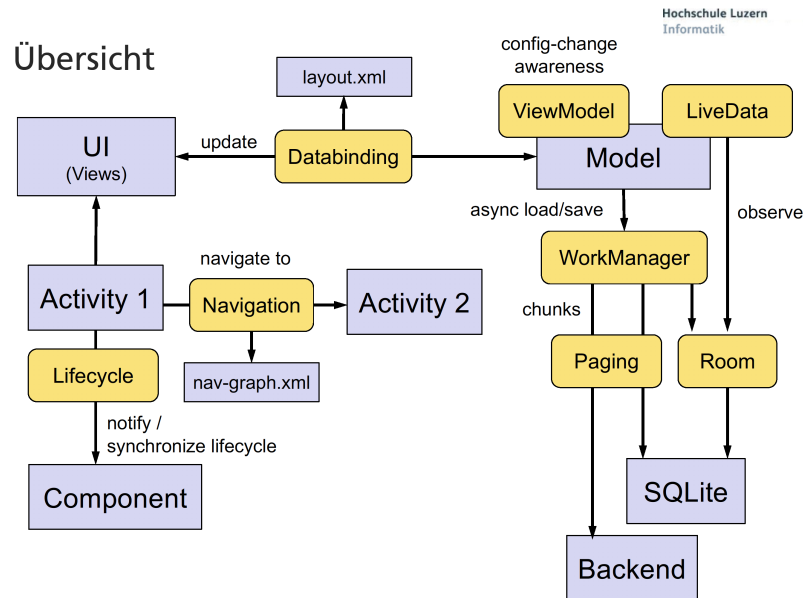 Hochschule Luzern
Informatik
Übersicht
config-change
awareness
layout.xml
ViewModel
LiveData
UI
(Views)
update
Databinding
Model
async load/save
observe
navigate to
WorkManager
Activity 1
Navigation
Activity 2
chunks
Lifecycle
nav-graph.xml
Paging
Room
notify /
synchronize lifecycle
Component
SQLite
Backend